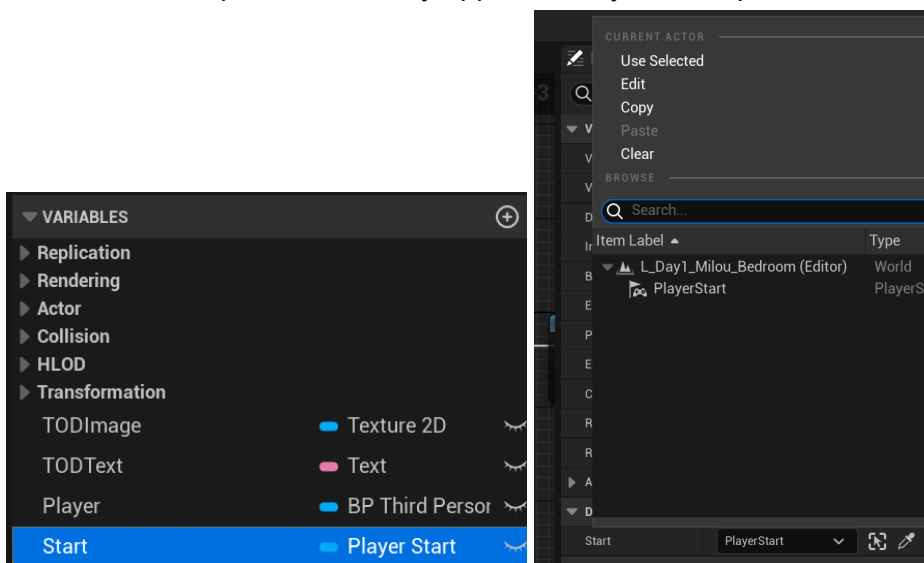 VARIABLES
Replication
Rendering
Actor
Collision
HLOD
Transformation
TODImage Texture 2D
TODText Text
Player BP Third Person
Start Player Start
CURRENT ACTOR
Use Selected
Edit
Copy
Paste
Clear
BROWSE
Search...
Item Label Type
L_Day1_Milou_Bedroom (Editor) World
PlayerStart PlayerS
Start PlayerStart